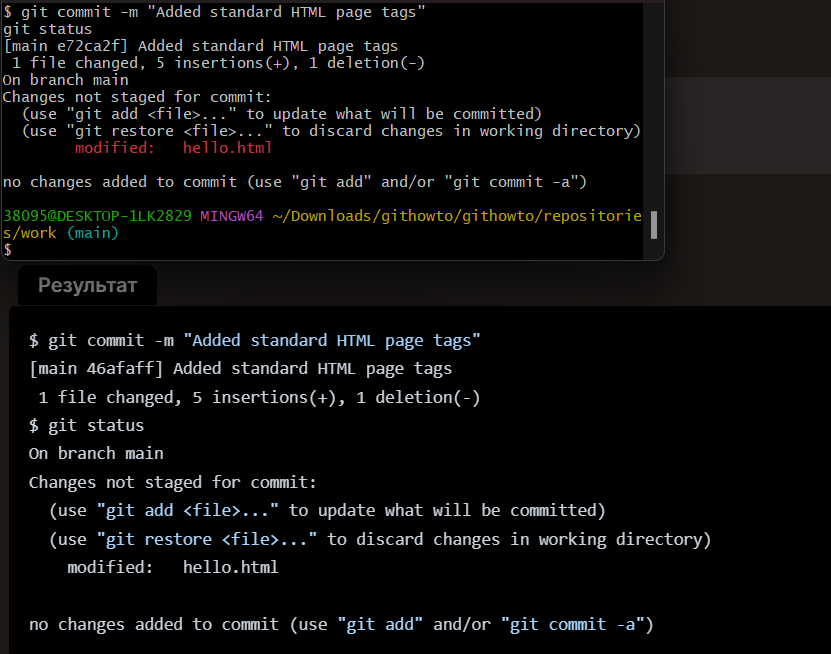 $ git commit -m "Added standard HTML page tags"
git status
[main e72ca2f] Added standard HTML page tags
 1 file changed, 5 insertions(+), 1 deletion(-)
On branch main
Changes not staged for commit:
  (use "git add <file>..." to update what will be committed)
  (use "git restore <file>..." to discard changes in working directory)
        modified:   hello.html

no changes added to commit (use "git add" and/or "git commit -a")

38095@DESKTOP-1LK2829 MINGW64 ~/Downloads/githowto/githowto/repositorie
s/work (main)
$
Результат
$ git commit -m "Added standard HTML page tags"
[main 46afaff] Added standard HTML page tags
 1 file changed, 5 insertions(+), 1 deletion(-)
$ git status
On branch main
Changes not staged for commit:
  (use "git add <file>..." to update what will be committed)
  (use "git restore <file>..." to discard changes in working directory)
    modified:   hello.html

no changes added to commit (use "git add" and/or "git commit -a")